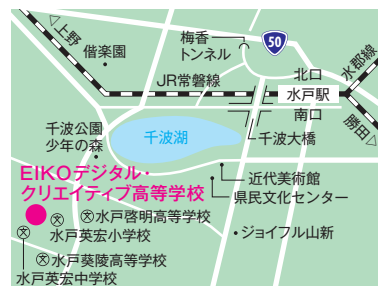 △上野
偕楽園
梅香
トンネル
50
水郡線
北口
JR常磐線
水戸駅
南口
勝田▽
千波公園
少年の森
千波湖
千波大橋
EIKOデジタル・
クリエイティブ高等学校
近代美術館
県民文化センター
文水戸啓明高等学校
文
水戸英宏小学校
ジョイフル山新
文
文水戸葵陵高等学校
水戸英宏中学校